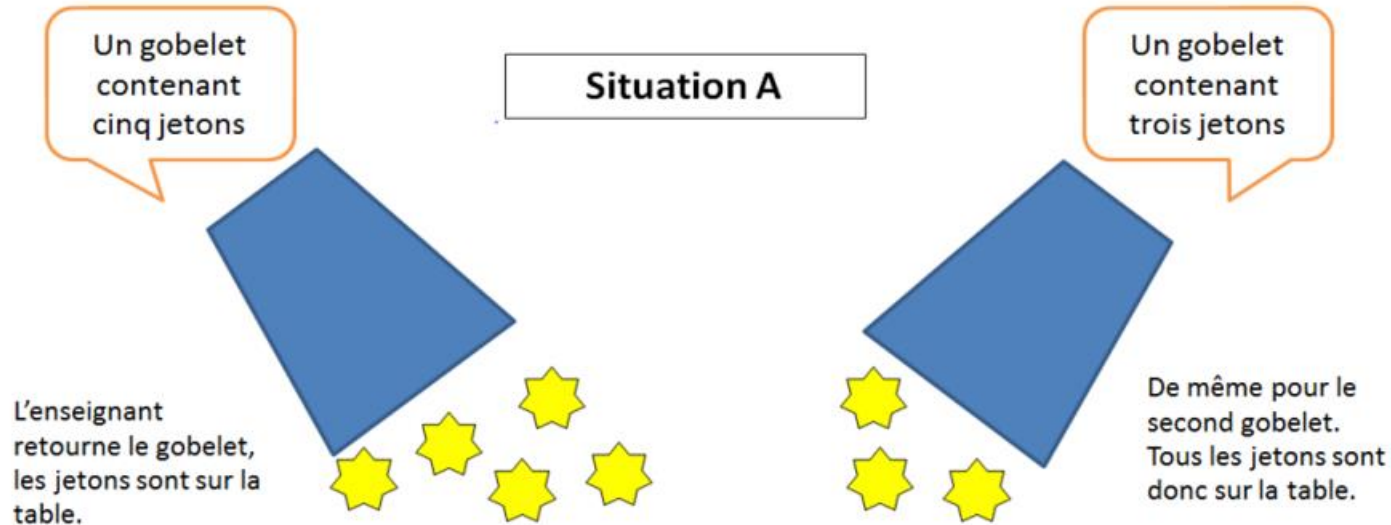 Un gobelet
contenant
cinq jetons
Situation A
Un gobelet
contenant
trois jetons
L'enseignant
retourne le gobelet,
les jetons sont sur la
table.
De même pour le
second gobelet.
Tous les jetons sont
donc sur la table.